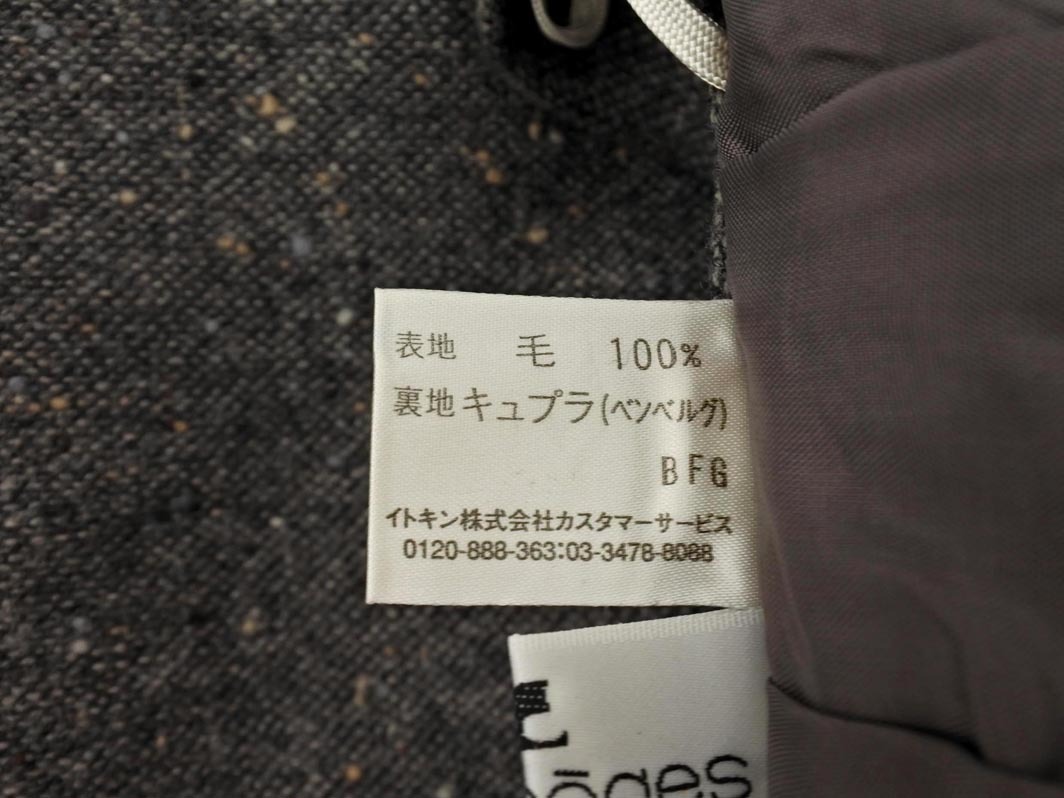 表地 毛 100%
裏地 キュプラ(ベンベルグ)
BFG
イトキン株式会社カスタマーサービス
0120-888-363:03-3478-8088